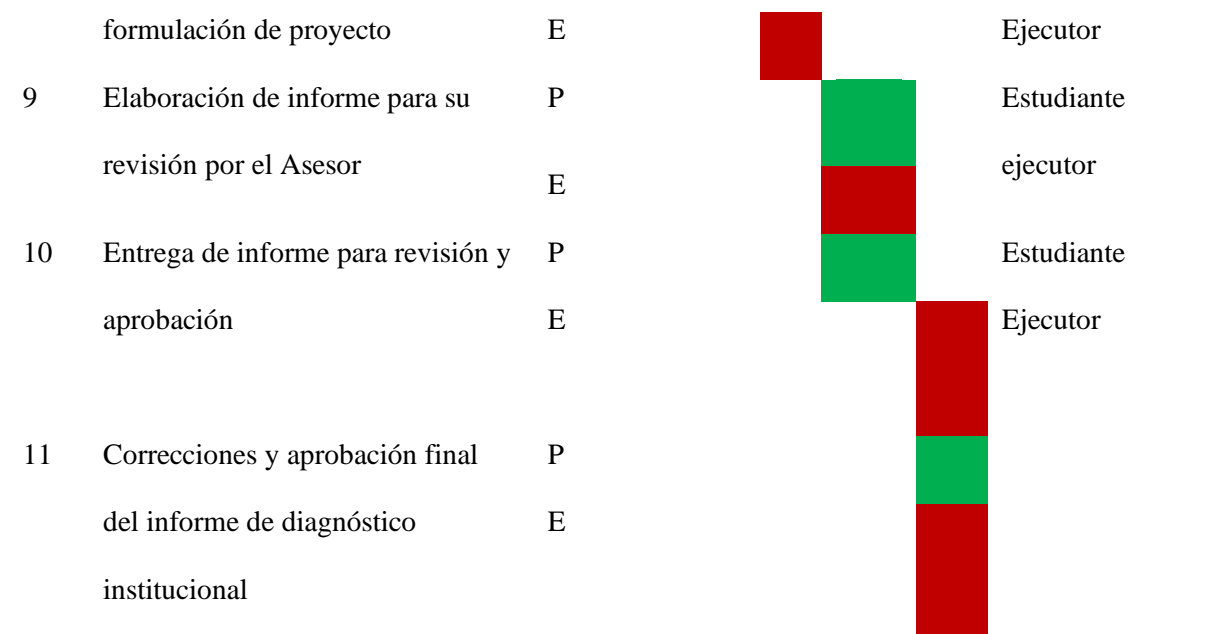 formulación de proyecto E Ejecutor
9 Elaboración de informe para su P Estudiante
revisión por el Asesor E ejecutor
10 Entrega de informe para revisión y P Estudiante
aprobación E Ejecutor
11 Correcciones y aprobación final P
del informe de diagnóstico E
institucional